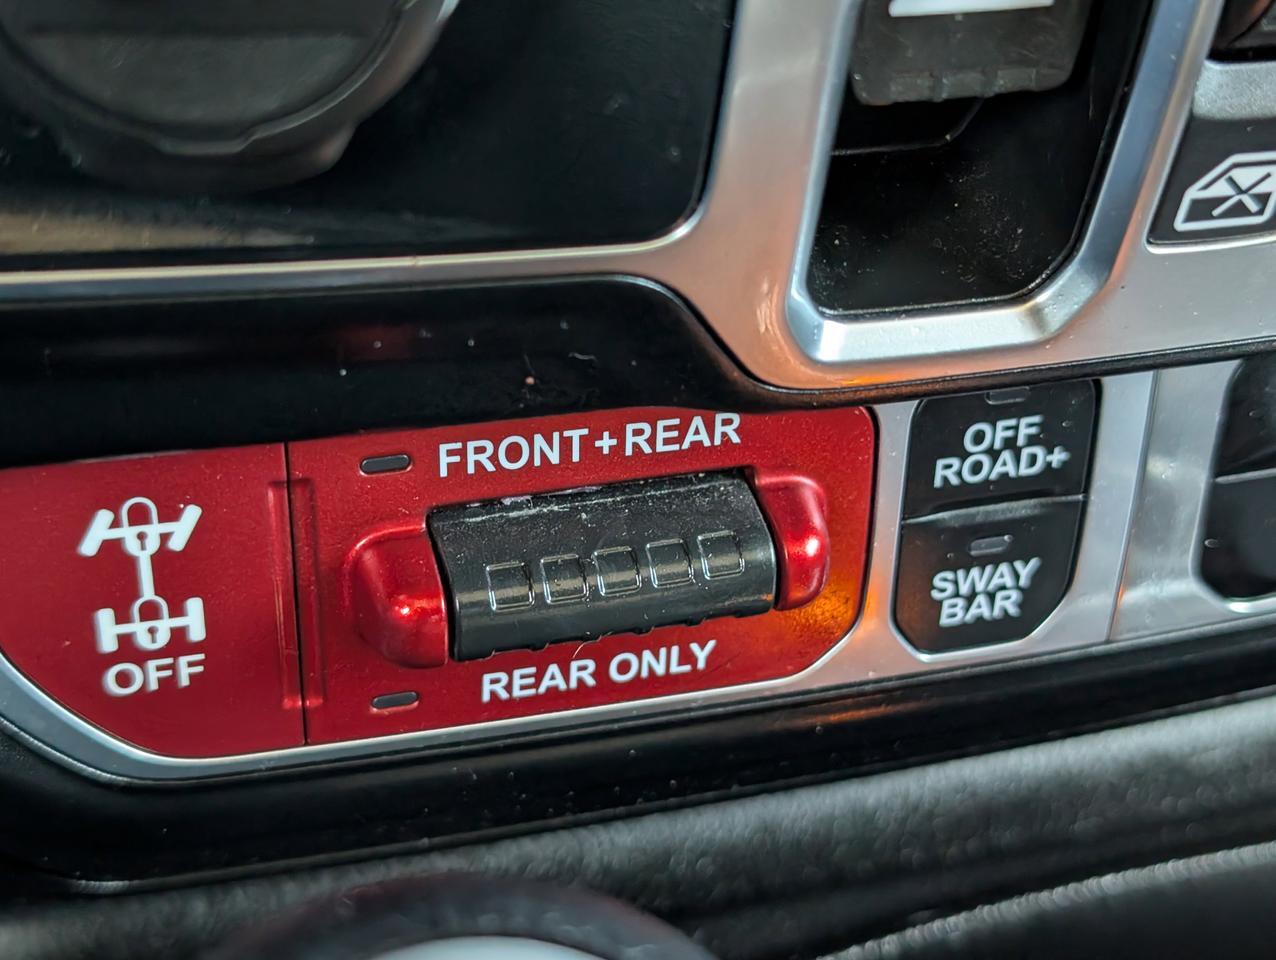 FRONT+REAR
REAR ONLY
OFF
OFF
ROAD+
SWAY
BAR